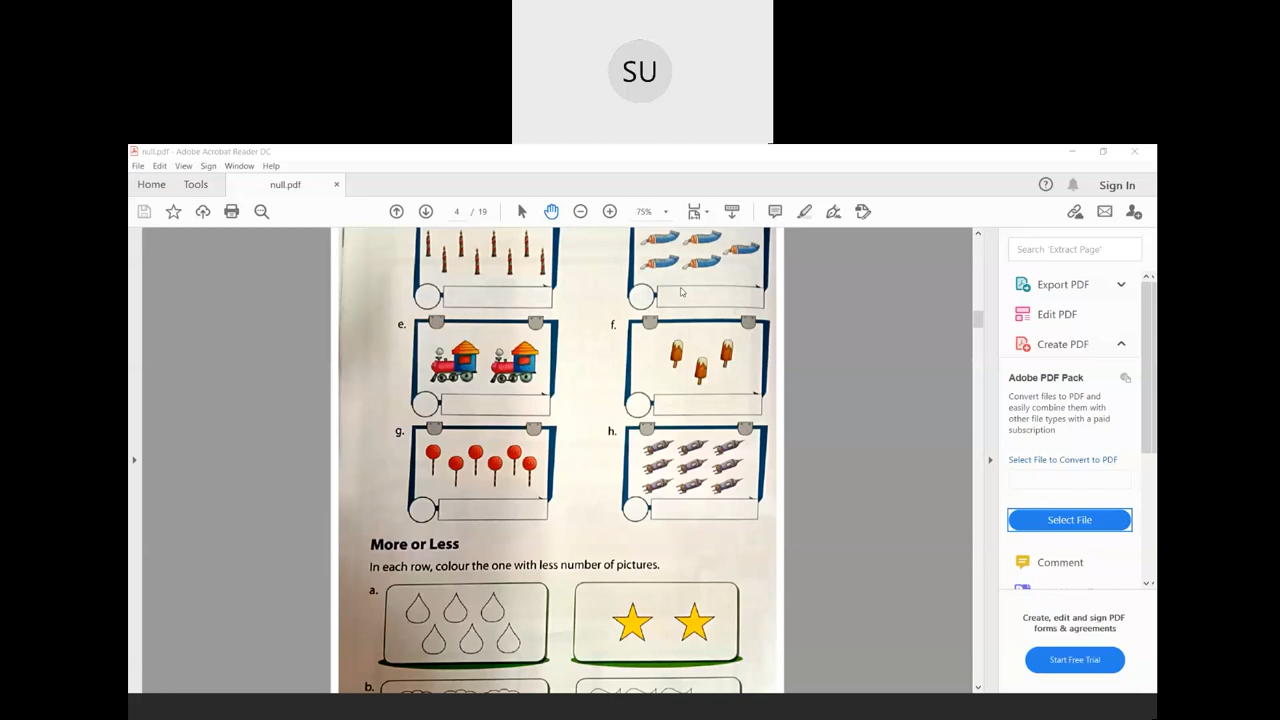 SU
null.pdf - Adobe Acrobat Reader DC
File Edit View Sign Window Help
Home Tools null.pdf × Sign In
4 / 19 75%
Search 'Extract Page'
Export PDF
Edit PDF
Create PDF
Adobe PDF Pack
Convert files to PDF and
easily combine them with
other file types with a paid
subscription
Select File to Convert to PDF
Select File
Comment
Create, edit and sign PDF
forms & agreements
Start Free Trial
e. f.
g. h.
More or Less
In each row, colour the one with less number of pictures.
a.
b.